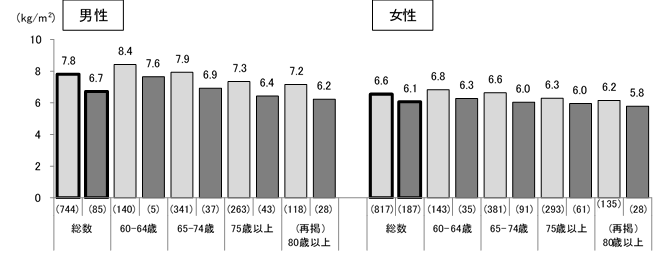 (kg/m²)
男性
女性
10
8
6
4
2
0
7.8 6.7 8.4 7.6 7.9 6.9 7.3 6.4 7.2 6.2
6.6 6.1 6.8 6.3 6.6 6.0 6.3 6.0 6.2 5.8
(744) (85) (140) (5) (341) (37) (263) (43) (118) (28)
総数 60-64歳 65-74歳 75歳以上 (再掲)
80歳以上
(817) (187) (143) (35) (381) (91) (293) (61) (135) (28)
総数 60-64歳 65-74歳 75歳以上 (再掲)
80歳以上